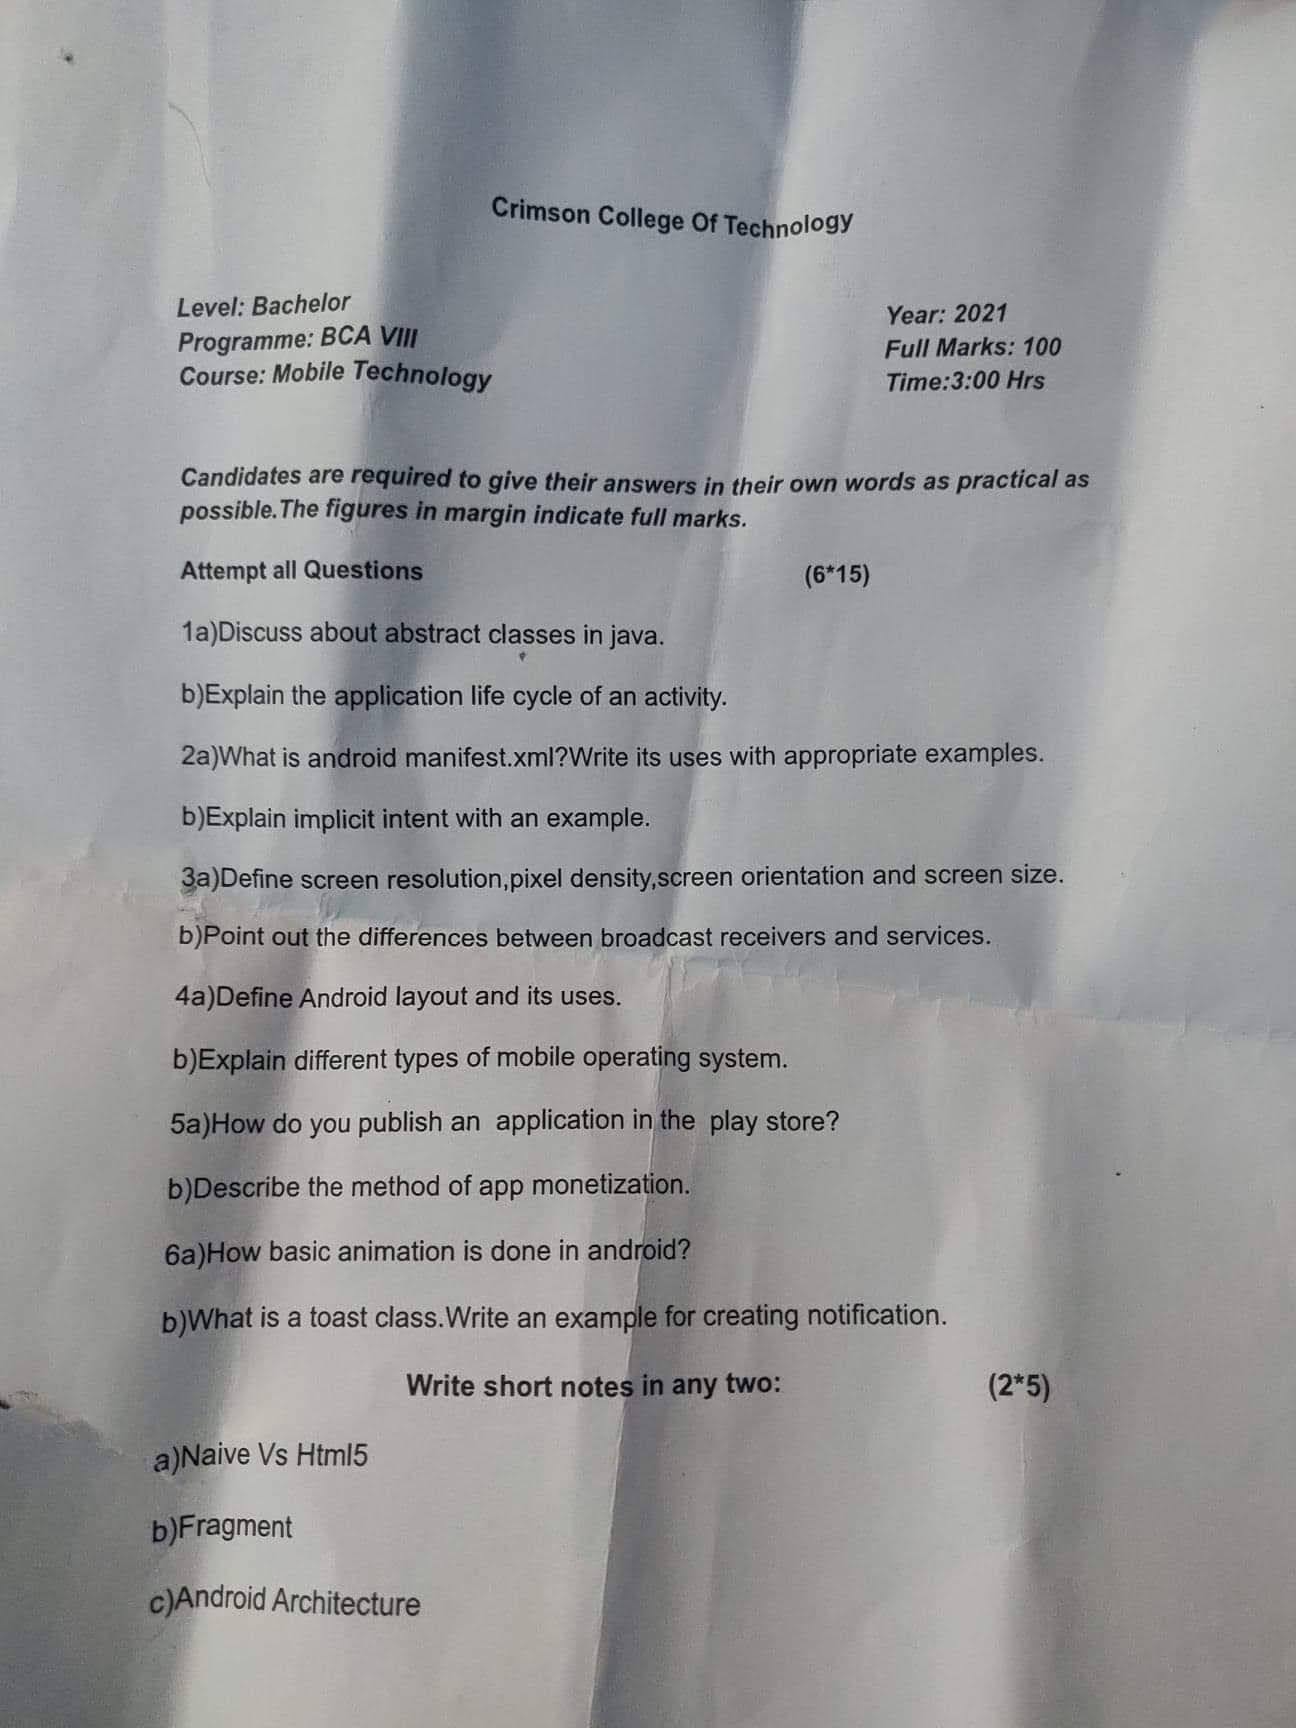 Crimson College Of Technology
Level: Bachelor
Programme: BCA VIII
Course: Mobile Technology
Year: 2021
Full Marks: 100
Time:3:00 Hrs
Candidates are required to give their answers in their own words as practical as
possible.The figures in margin indicate full marks.
Attempt all Questions (6*15)
1a)Discuss about abstract classes in java.
b)Explain the application life cycle of an activity.
2a)What is android manifest.xml?Write its uses with appropriate examples.
b)Explain implicit intent with an example.
3a)Define screen resolution,pixel density,screen orientation and screen size.
b)Point out the differences between broadcast receivers and services.
4a)Define Android layout and its uses.
b)Explain different types of mobile operating system.
5a)How do you publish an application in the play store?
b)Describe the method of app monetization.
6a)How basic animation is done in android?
b)What is a toast class.Write an example for creating notification.
Write short notes in any two: (2*5)
a)Naive Vs Html5
b)Fragment
c)Android Architecture